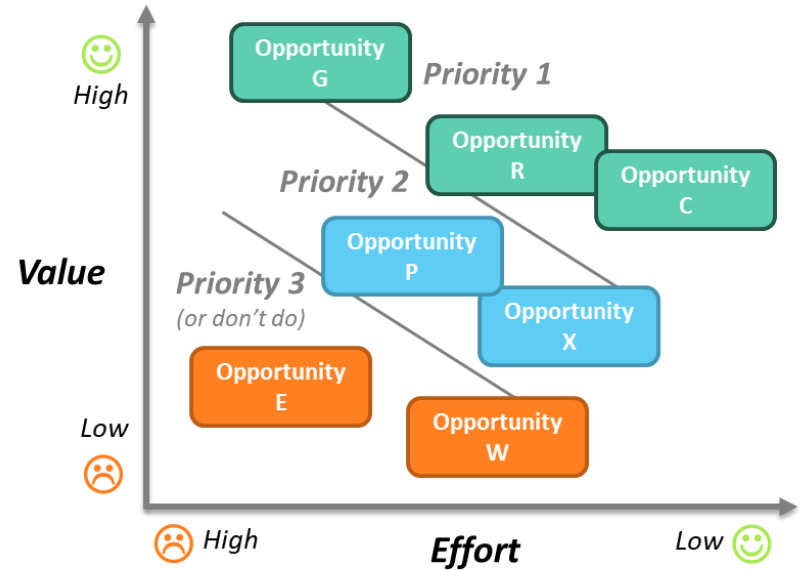 Opportunity
G
Priority 1
High
Opportunity
R
Opportunity
C
Priority 2
Opportunity
P
Value
Priority 3
(or don't do)
Opportunity
X
Opportunity
E
Opportunity
W
Low
High
Effort
Low